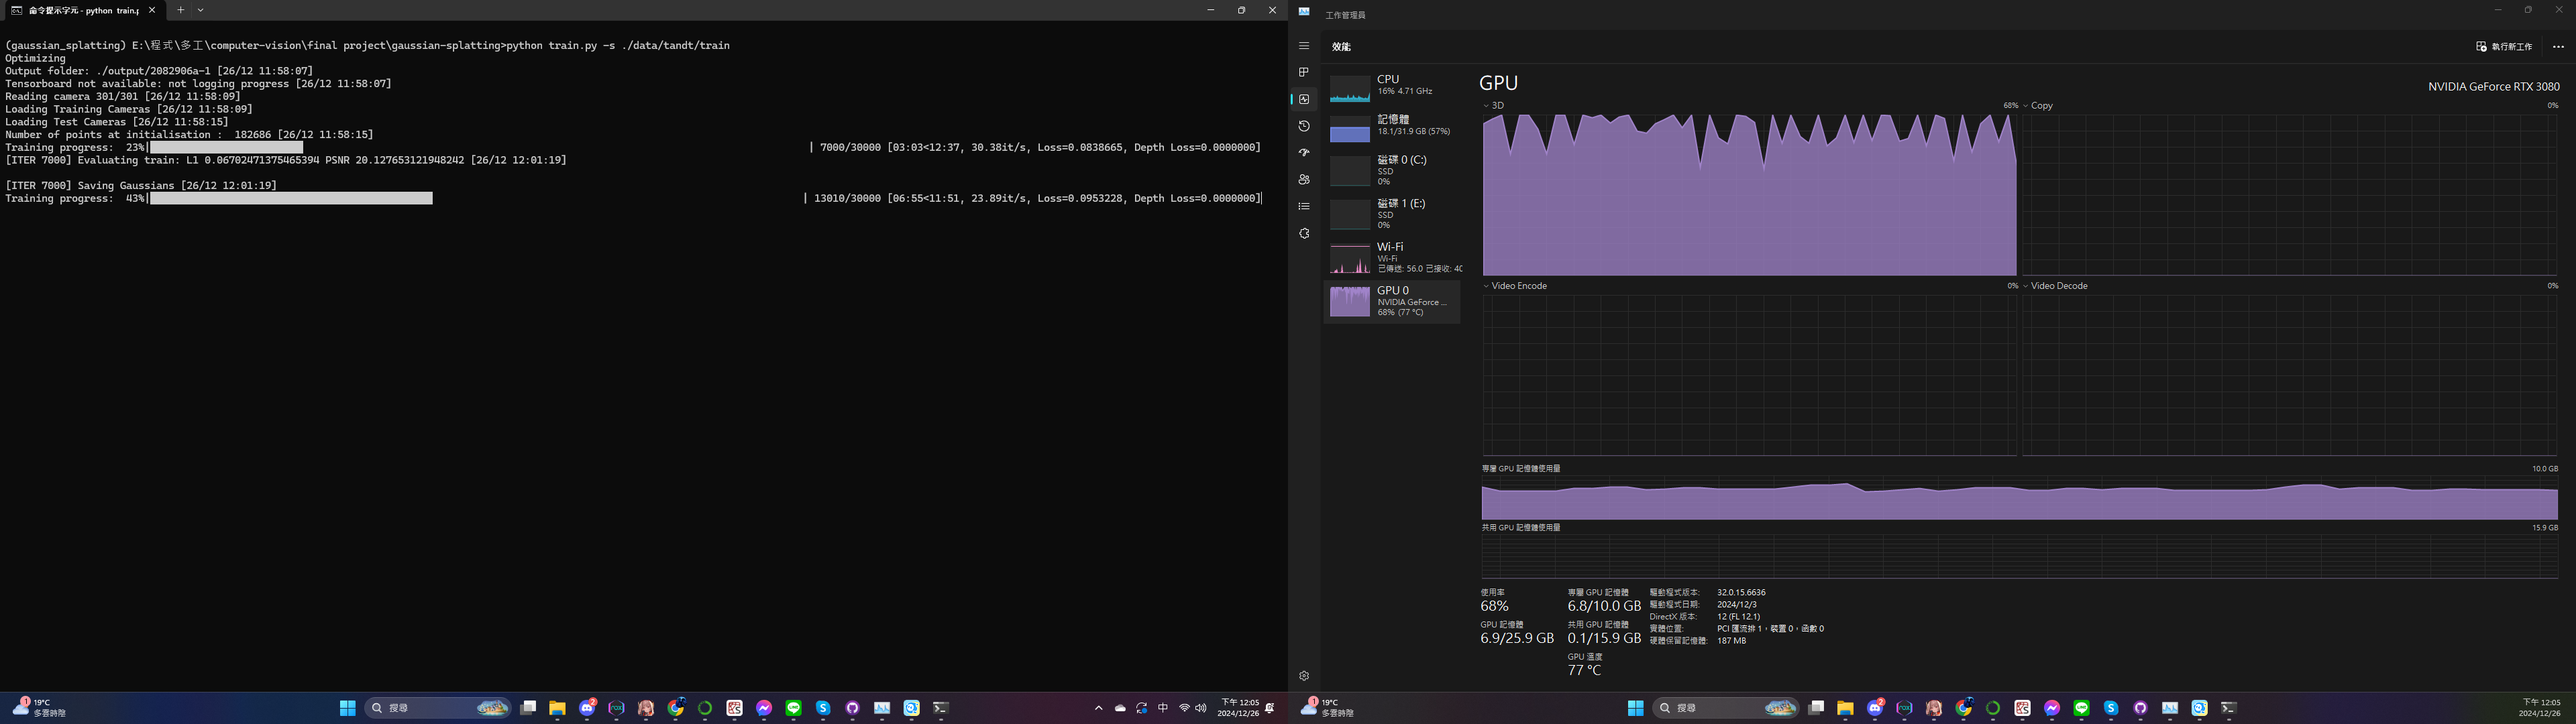 命令提示字元 - python train.p
(gaussian_splatting) E:\程式\多工\computer-vision\final project\gaussian-splatting>python train.py -s ./data/tandt/train
Optimizing
Output folder: ./output/2082906a-1 [26/12 11:58:07]
Tensorboard not available: not logging progress [26/12 11:58:07]
Reading camera 301/301 [26/12 11:58:09]
Loading Training Cameras [26/12 11:58:09]
Loading Test Cameras [26/12 11:58:15]
Number of points at initialisation :  182686 [26/12 11:58:15]
Training progress:  23%| | 7000/30000 [03:03<12:37, 30.38it/s, Loss=0.0838665, Depth Loss=0.0000000]
[ITER 7000] Evaluating train: L1 0.06702471375465394 PSNR 20.127653121948242 [26/12 12:01:19]
[ITER 7000] Saving Gaussians [26/12 12:01:19]
Training progress:  43%| | 13010/30000 [06:55<11:51, 23.89it/s, Loss=0.0953228, Depth Loss=0.0000000]
工作管理員
效能
執行新工作
CPU
16% 4.71 GHz
記憶體
18.1/31.9 GB (57%)
磁碟 0 (C:)
SSD
0%
磁碟 1 (E:)
SSD
0%
Wi-Fi
Wi-Fi
已傳送: 56.0 已接收: 40
GPU 0
NVIDIA GeForce ...
68% (77 °C)
GPU
NVIDIA GeForce RTX 3080
3D 68%
Copy 0%
Video Encode 0%
Video Decode 0%
專屬 GPU 記憶體使用量 10.0 GB
共用 GPU 記憶體使用量 15.9 GB
使用率
68%
GPU 記憶體
6.9/25.9 GB
專屬 GPU 記憶體
6.8/10.0 GB
共用 GPU 記憶體
0.1/15.9 GB
GPU 溫度
77 °C
驅動程式版本: 32.0.15.6636
驅動程式日期: 2024/12/3
DirectX 版本: 12 (FL 12.1)
實體位置: PCI 匯流排 1，裝置 0，函數 0
硬體保留記憶體: 187 MB
1
19°C
多雲時陰
搜尋
2
中
下午 12:05
2024/12/26
1
19°C
多雲時陰
搜尋
2
下午 12:05
2024/12/26